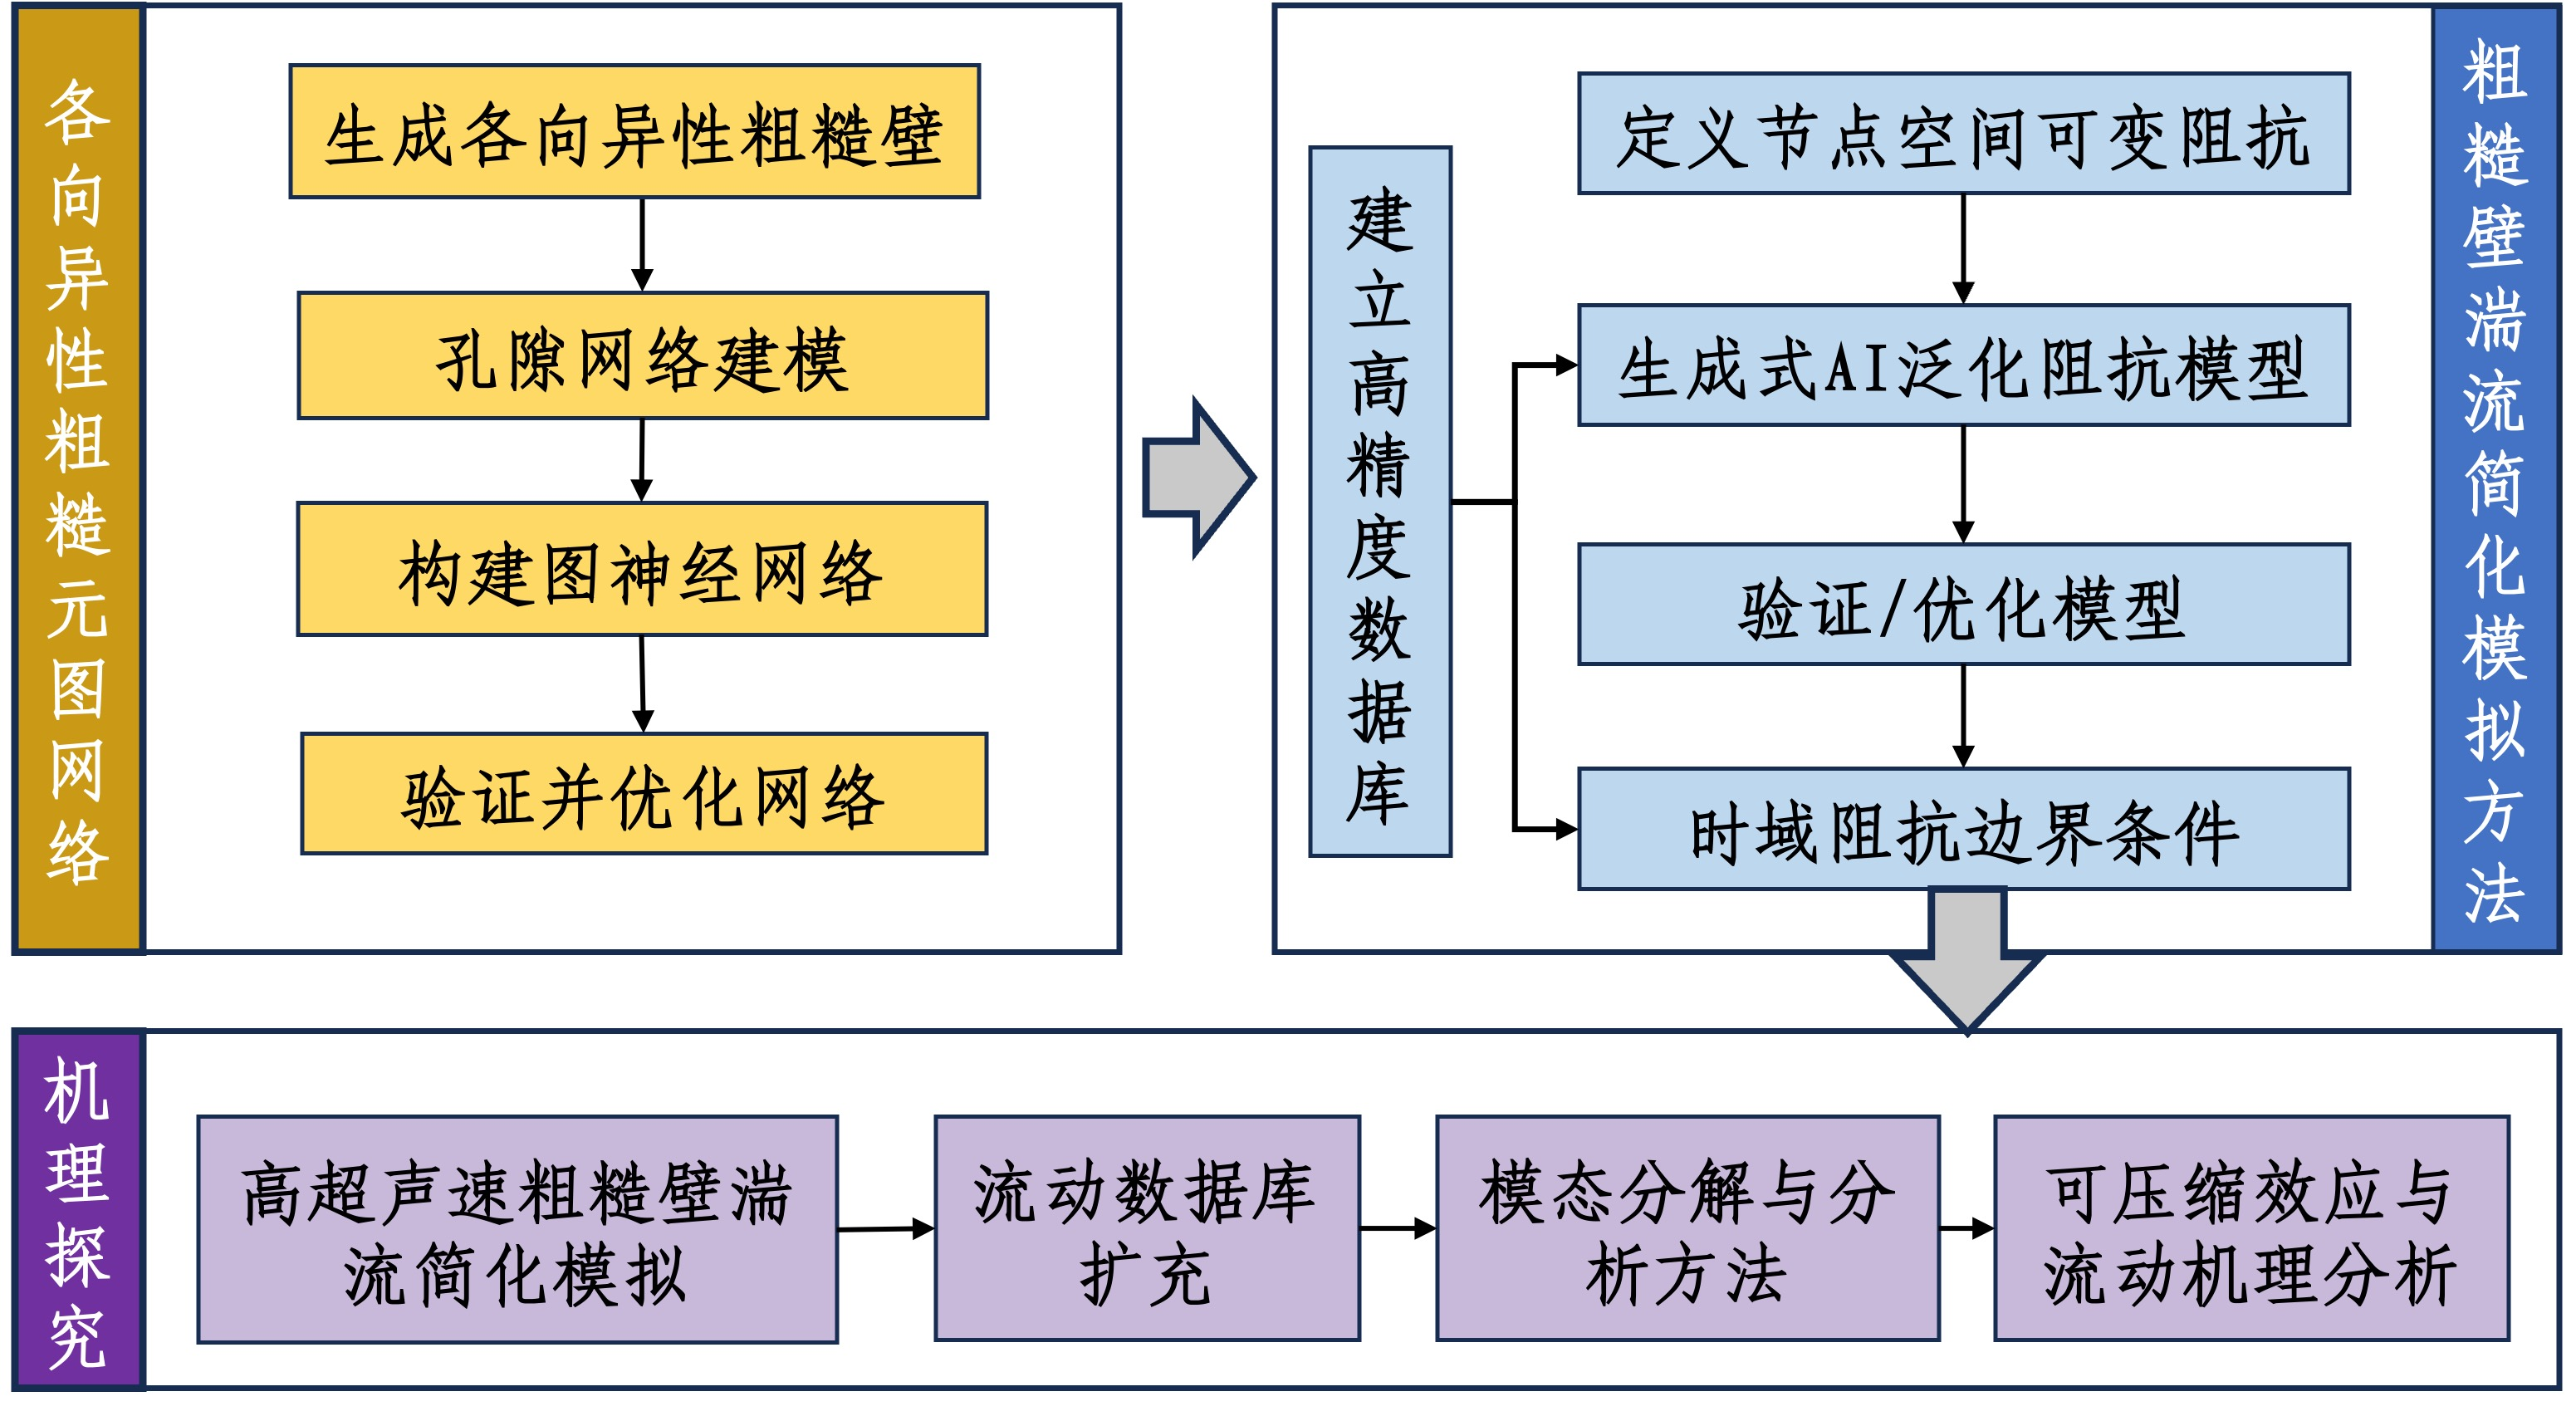 各向异性粗糙元图网络
生成各向异性粗糙壁
孔隙网络建模
构建图神经网络
验证并优化网络
建立高精度数据库
定义节点空间可变阻抗
生成式AI泛化阻抗模型
验证/优化模型
时域阻抗边界条件
粗糙壁湍流简化模拟方法
机理探究
高超声速粗糙壁湍
流简化模拟
流动数据库
扩充
模态分解与分
析方法
可压缩效应与
流动机理分析